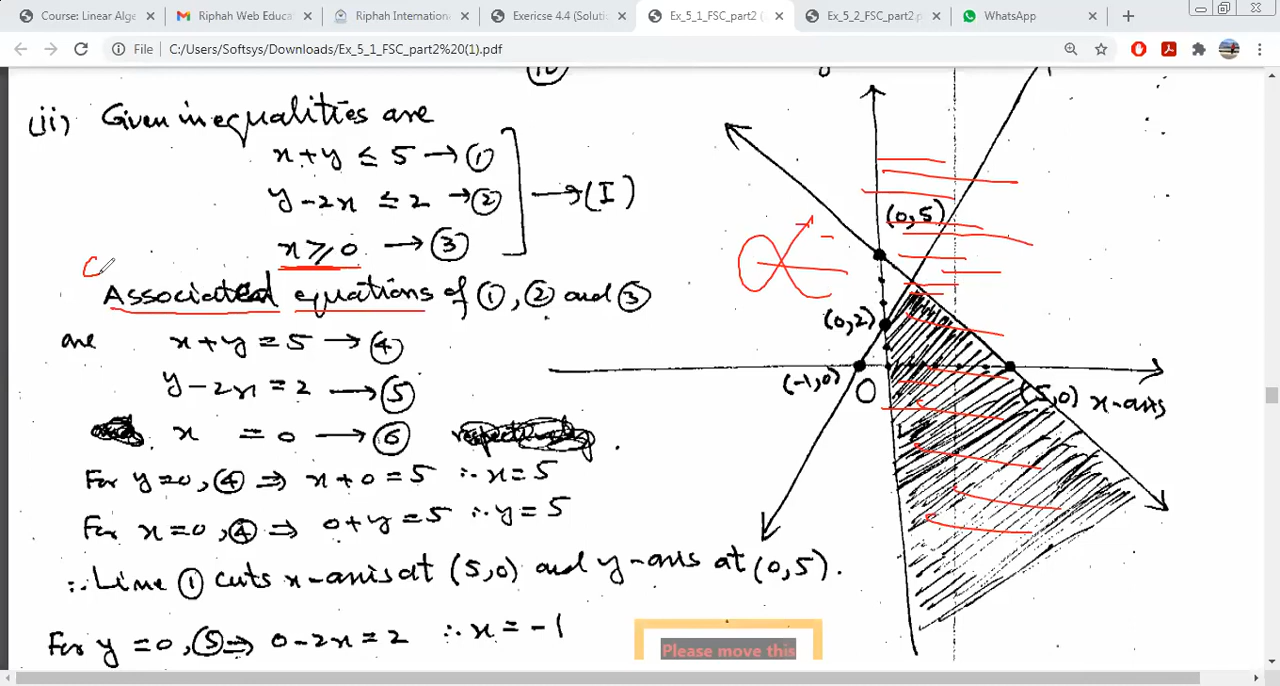 Course: Linear Alge
Riphah Web Educa
Riphah Internation
Exericse 4.4 (Soluti
Ex_5_1_FSC_part2 (
Ex_5_2_FSC_part2.p
WhatsApp
File
C:/Users/Softsys/Downloads/Ex_5_1_FSC_part2%20(1).pdf
(ii) Given inequalities are
x+y ≤ 5 → ①
y-2x ≤ 2 → ②
x ≥ 0 → ③
→ (I)
Associated equations of ①, ② and ③
are x+y = 5 → ④
y-2x = 2 → ⑤
x = 0 → ⑥
For y=0, ④ ⇒ x+0 = 5 ∴ x=5
For x=0, ④ ⇒ 0+y = 5 ∴ y = 5
∴ Line ① cuts x-axis at (5,0) and y-axis at (0,5).
For y = 0, ⑤ ⇒ 0-2x = 2 ∴ x = -1
(0,5)
(0,2)
(-1,0)
O
(5,0) x-axis
Please move this